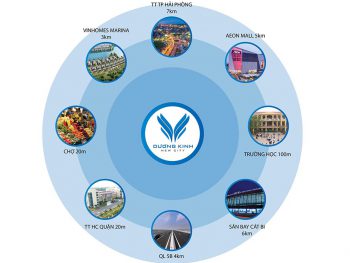 TT TP HẢI PHÒNG
7km
VINHOMES MARINA
3km
AEON MALL 5km
CHỢ 20m
DƯƠNG KINH
NEW CITY
TRƯỜNG HỌC 100m
TT HC QUẬN 20m
SÂN BAY CÁT BI
6km
QL 5B 4km